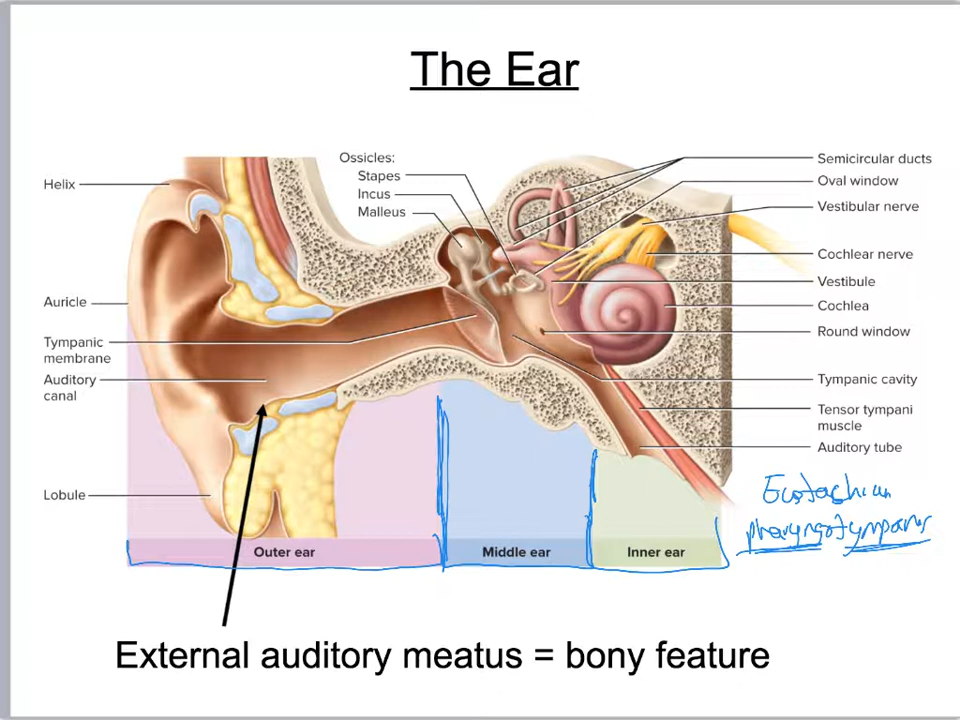 The Ear
Ossicles:
Stapes
Incus
Malleus
Helix
Auricle
Tympanic
membrane
Auditory
canal
Lobule
Semicircular ducts
Oval window
Vestibular nerve
Cochlear nerve
Vestibule
Cochlea
Round window
Tympanic cavity
Tensor tympani
muscle
Auditory tube
Eustachian
Outer ear
Middle ear
Inner ear
External auditory meatus = bony feature